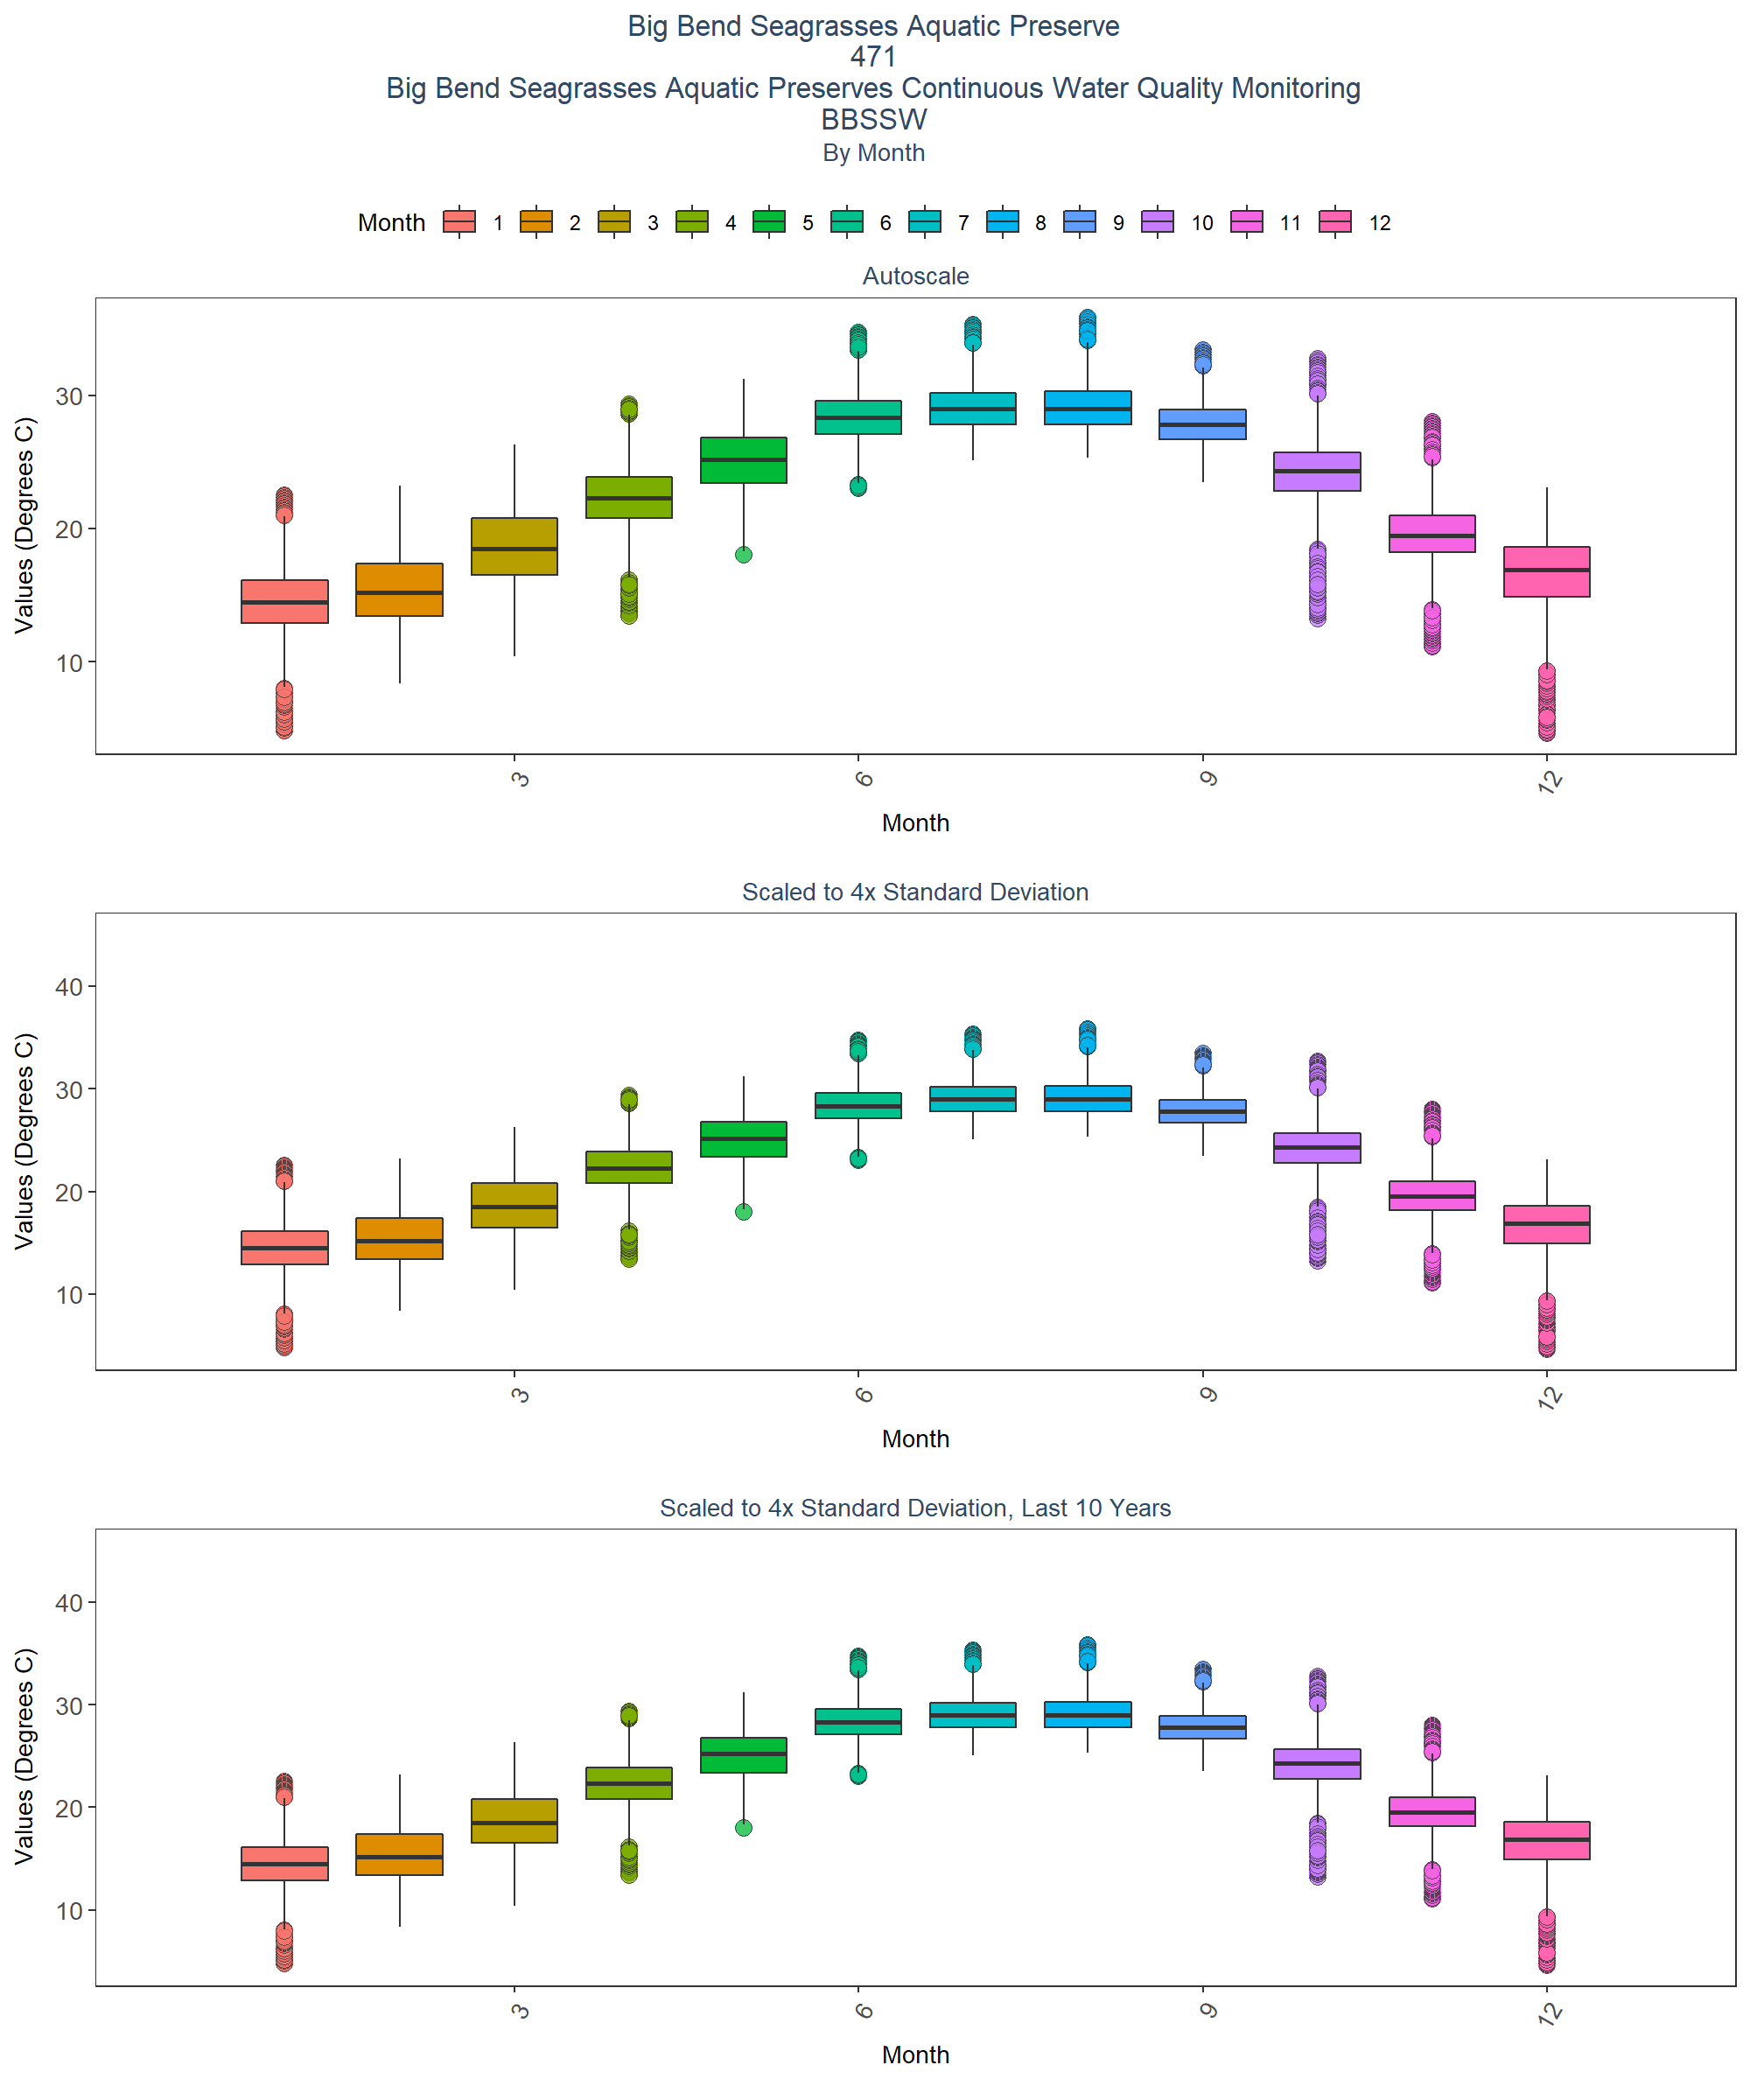 Big Bend Seagrasses Aquatic Preserve
471
Big Bend Seagrasses Aquatic Preserves Continuous Water Quality Monitoring
BBSSW
By Month
Month 1 2 3 4 5 6 7 8 9 10 11 12
Autoscale
Values (Degrees C)
30
20
10
3 6 9 12
Month
Scaled to 4x Standard Deviation
Values (Degrees C)
40
30
20
10
3 6 9 12
Month
Scaled to 4x Standard Deviation, Last 10 Years
Values (Degrees C)
40
30
20
10
3 6 9 12
Month